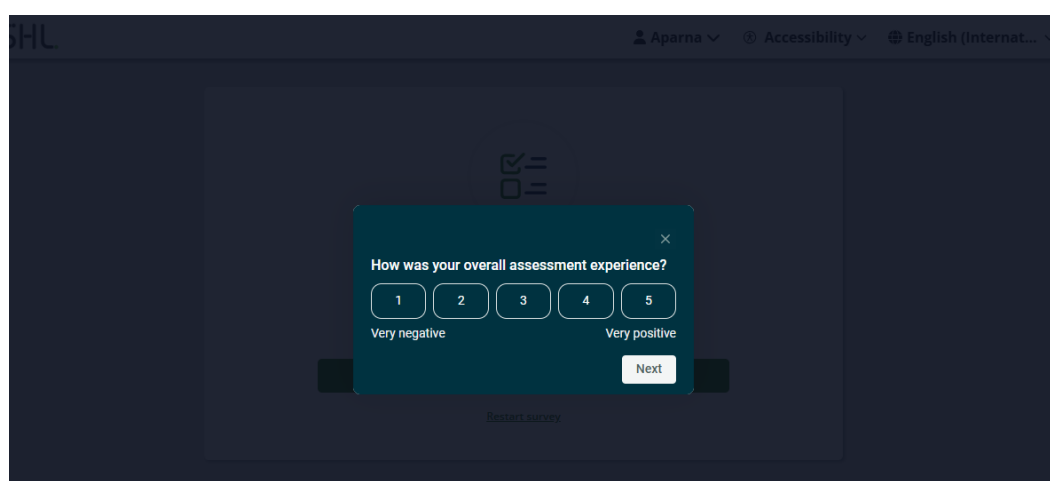 SHL
Aparna
Accessibility
English (Internat...
How was your overall assessment experience?
1 2 3 4 5
Very negative Very positive
Next
Restart survey